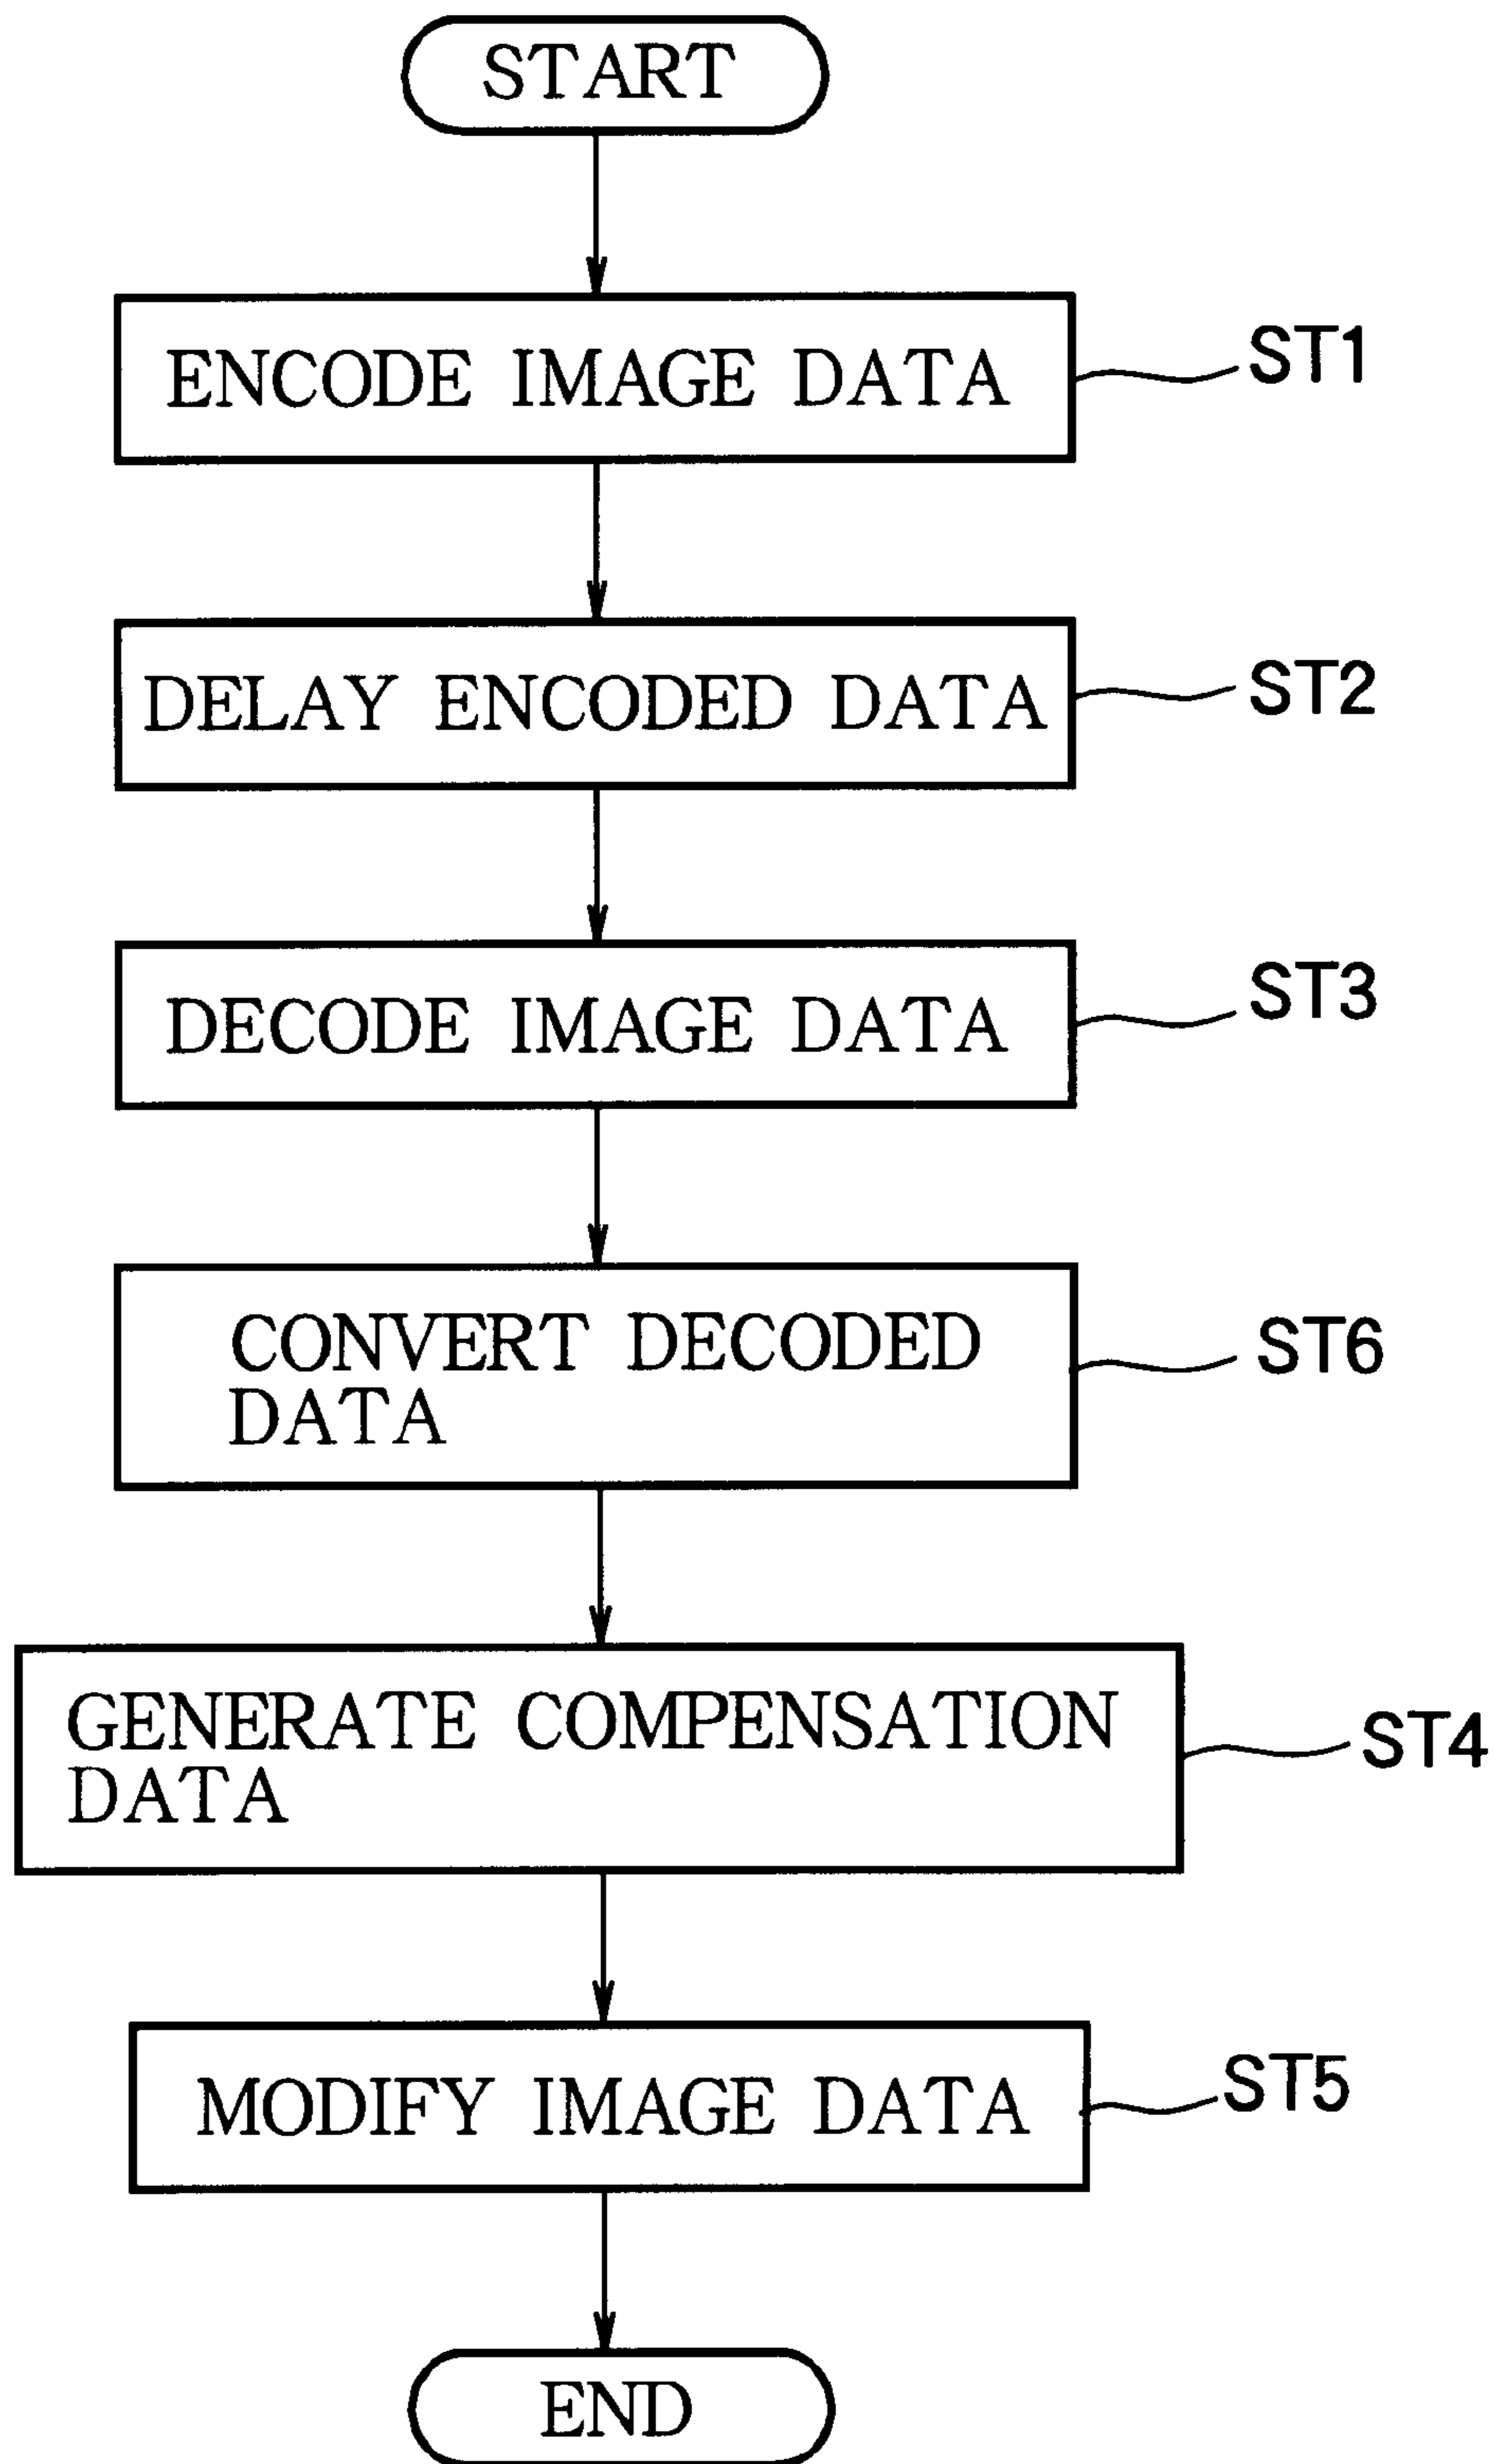 START
ENCODE IMAGE DATA
ST1
DELAY ENCODED DATA
ST2
DECODE IMAGE DATA
ST3
CONVERT DECODED
DATA
ST6
GENERATE COMPENSATION
DATA
ST4
MODIFY IMAGE DATA
ST5
END